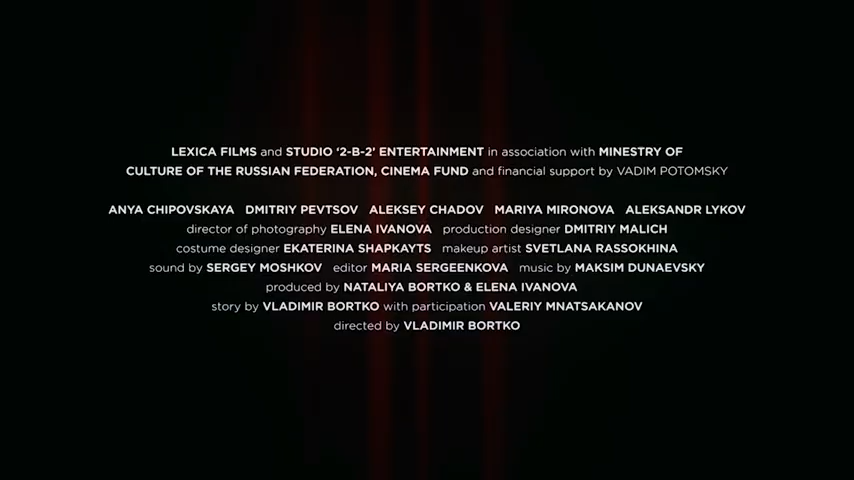 LEXICA FILMS and STUDIO ‘2-B-2’ ENTERTAINMENT in association with MINESTRY OF
CULTURE OF THE RUSSIAN FEDERATION, CINEMA FUND and financial support by VADIM POTOMSKY
ANYA CHIPOVSKAYA DMITRIY PEVTSOV ALEKSEY CHADOV MARIYA MIRONOVA ALEKSANDR LYKOV
director of photography ELENA IVANOVA production designer DMITRIY MALICH
costume designer EKATERINA SHAPKAYTS makeup artist SVETLANA RASSOKHINA
sound by SERGEY MOSHKOV editor MARIA SERGEENKOVA music by MAKSIM DUNAEVSKY
produced by NATALIYA BORTKO & ELENA IVANOVA
story by VLADIMIR BORTKO with participation VALERIY MNATSAKANOV
directed by VLADIMIR BORTKO